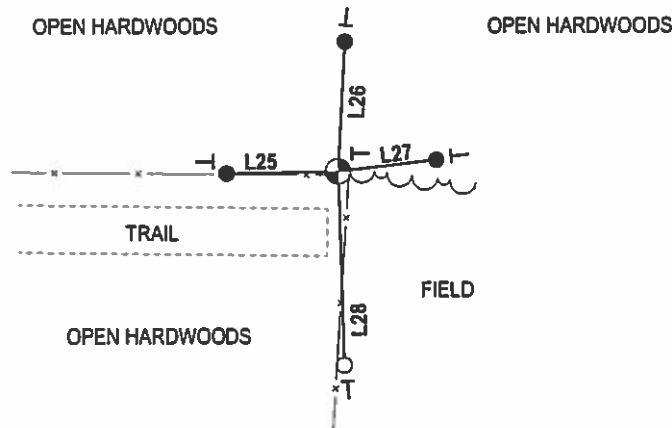 OPEN HARDWOODS
OPEN HARDWOODS
T
L26
T
L25
T
L27
T
TRAIL
FIELD
L28
OPEN HARDWOODS
T